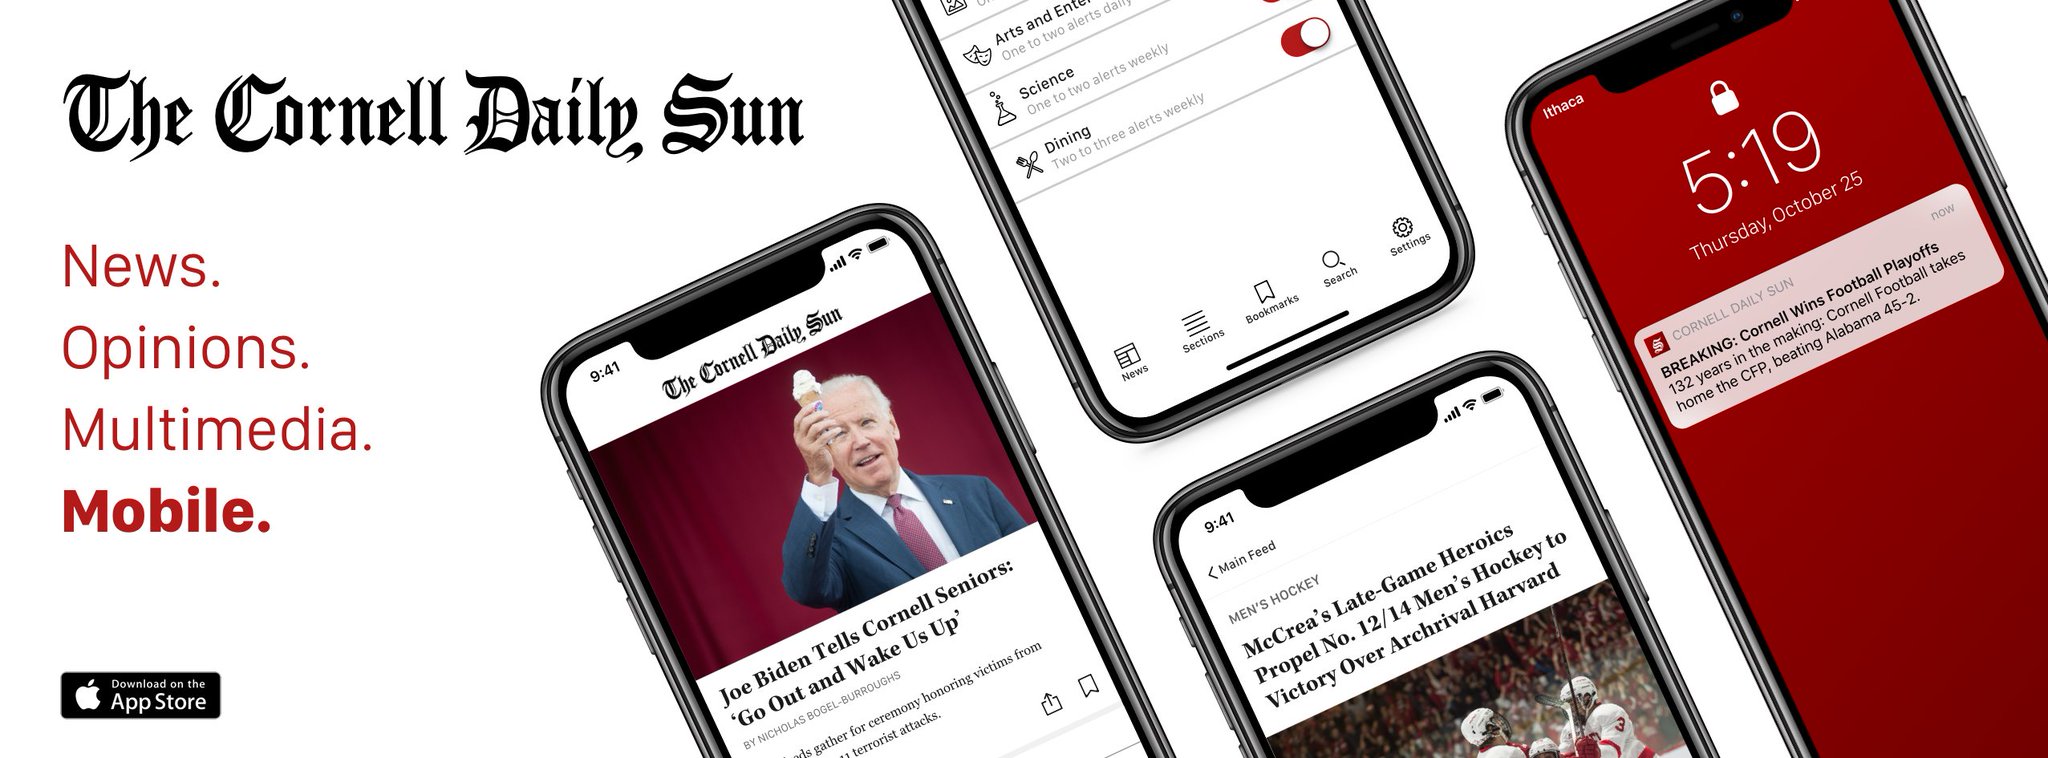 The Cornell Daily Sun
News.
Opinions.
Multimedia.
Mobile.
Download on the
App Store
9:41
The Cornell Daily Sun
Joe Biden Tells Cornell Seniors:
‘Go Out and Wake Us Up’
BY NICHOLAS BOGEL-BURROUGHS
gather for ceremony honoring victims from
terrorist attacks.
Arts and
One to two alerts daily
Science
One to two alerts weekly
Dining
Two to three alerts weekly
News
Sections
Bookmarks
Search
Settings
9:41
Main Feed
MEN’S HOCKEY
McCrea’s Late-Game Heroics
Propel No. 12/14 Men’s Hockey to
Victory Over Archrival Harvard
3
Ithaca
5:19
Thursday, October 25
CORNELL DAILY SUN
now
BREAKING: Cornell Wins Football Playoffs
132 years in the making: Cornell Football takes
home the CFP, beating Alabama 45-2.